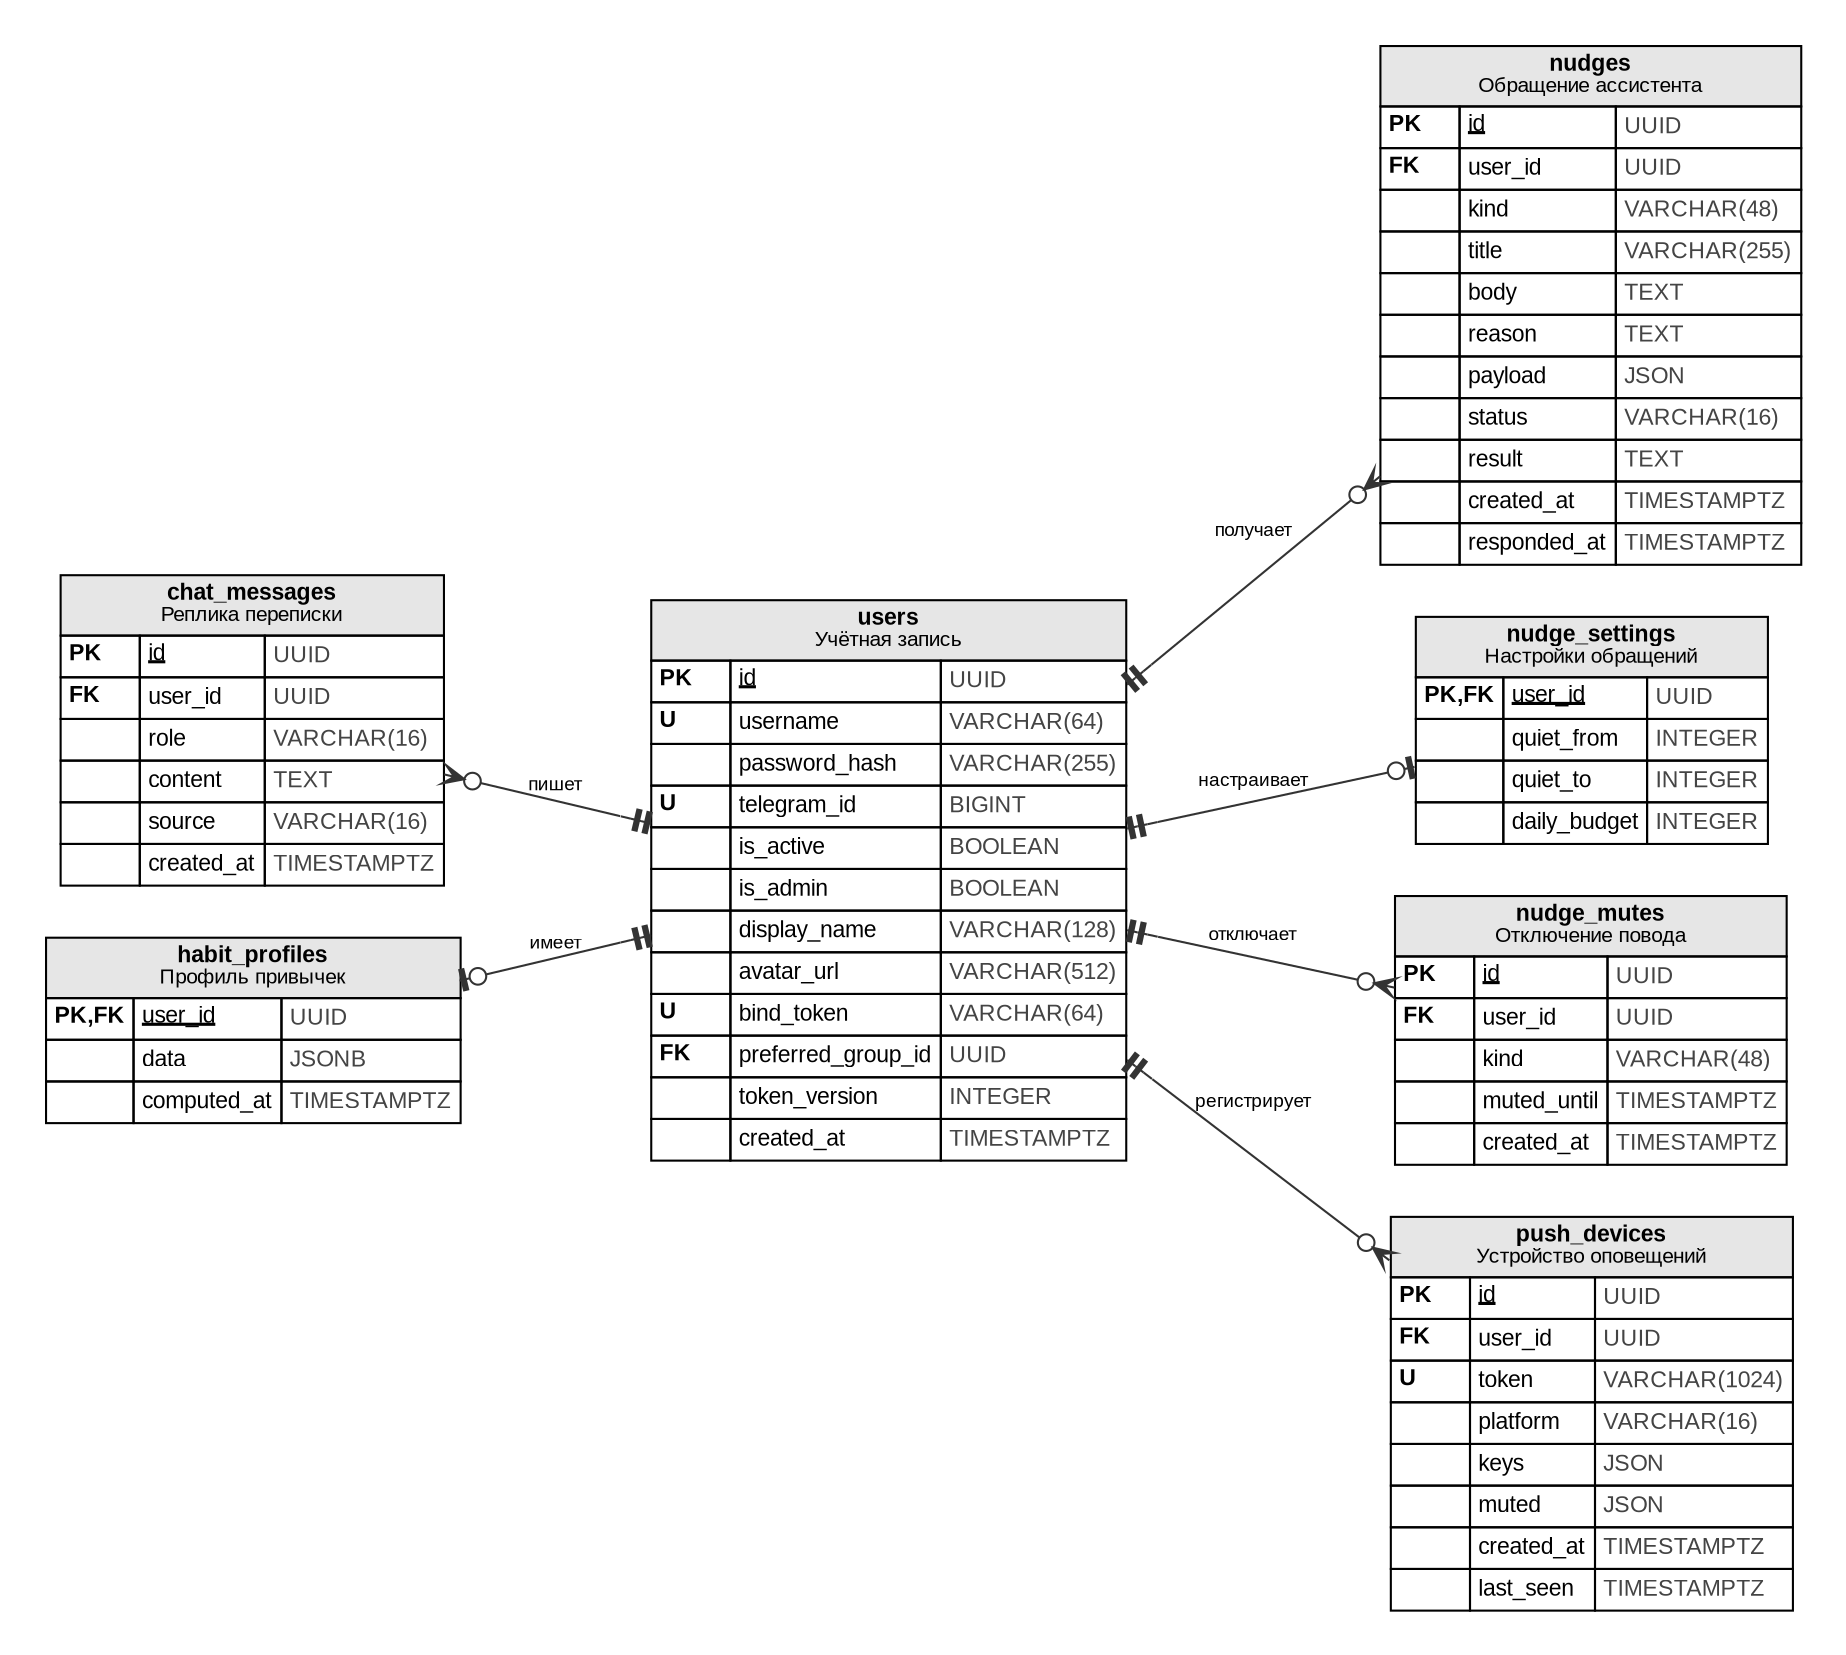 nudges
Обращение ассистента
PK id UUID
FK user_id UUID
kind VARCHAR(48)
title VARCHAR(255)
body TEXT
reason TEXT
payload JSON
status VARCHAR(16)
result TEXT
created_at TIMESTAMPTZ
responded_at TIMESTAMPTZ
получает
chat_messages
Реплика переписки
PK id UUID
FK user_id UUID
role VARCHAR(16)
content TEXT
source VARCHAR(16)
created_at TIMESTAMPTZ
пишет
habit_profiles
Профиль привычек
PK,FK user_id UUID
data JSONB
computed_at TIMESTAMPTZ
имеет
users
Учётная запись
PK id UUID
U username VARCHAR(64)
password_hash VARCHAR(255)
U telegram_id BIGINT
is_active BOOLEAN
is_admin BOOLEAN
display_name VARCHAR(128)
avatar_url VARCHAR(512)
U bind_token VARCHAR(64)
FK preferred_group_id UUID
token_version INTEGER
created_at TIMESTAMPTZ
настраивает
nudge_settings
Настройки обращений
PK,FK user_id UUID
quiet_from INTEGER
quiet_to INTEGER
daily_budget INTEGER
отключает
nudge_mutes
Отключение повода
PK id UUID
FK user_id UUID
kind VARCHAR(48)
muted_until TIMESTAMPTZ
created_at TIMESTAMPTZ
регистрирует
push_devices
Устройство оповещений
PK id UUID
FK user_id UUID
U token VARCHAR(1024)
platform VARCHAR(16)
keys JSON
muted JSON
created_at TIMESTAMPTZ
last_seen TIMESTAMPTZ